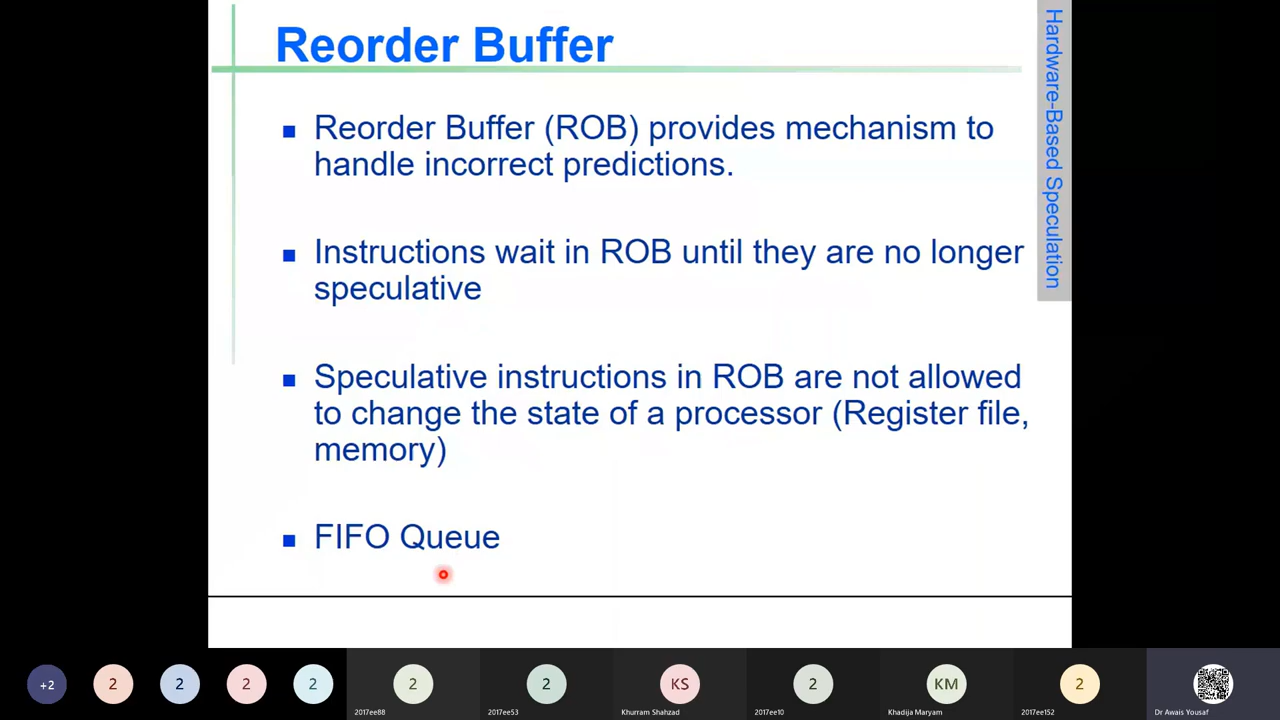 Reorder Buffer
Hardware-Based Speculation
Reorder Buffer (ROB) provides mechanism to
handle incorrect predictions.
Instructions wait in ROB until they are no longer
speculative
Speculative instructions in ROB are not allowed
to change the state of a processor (Register file,
memory)
FIFO Queue
+2
2
2
2
2
2
2017ee88
2
2017ee53
KS
Khurram Shahzad
2
2017ee10
KM
Khadija Maryam
2
2017ee152
Dr Awais Yousaf